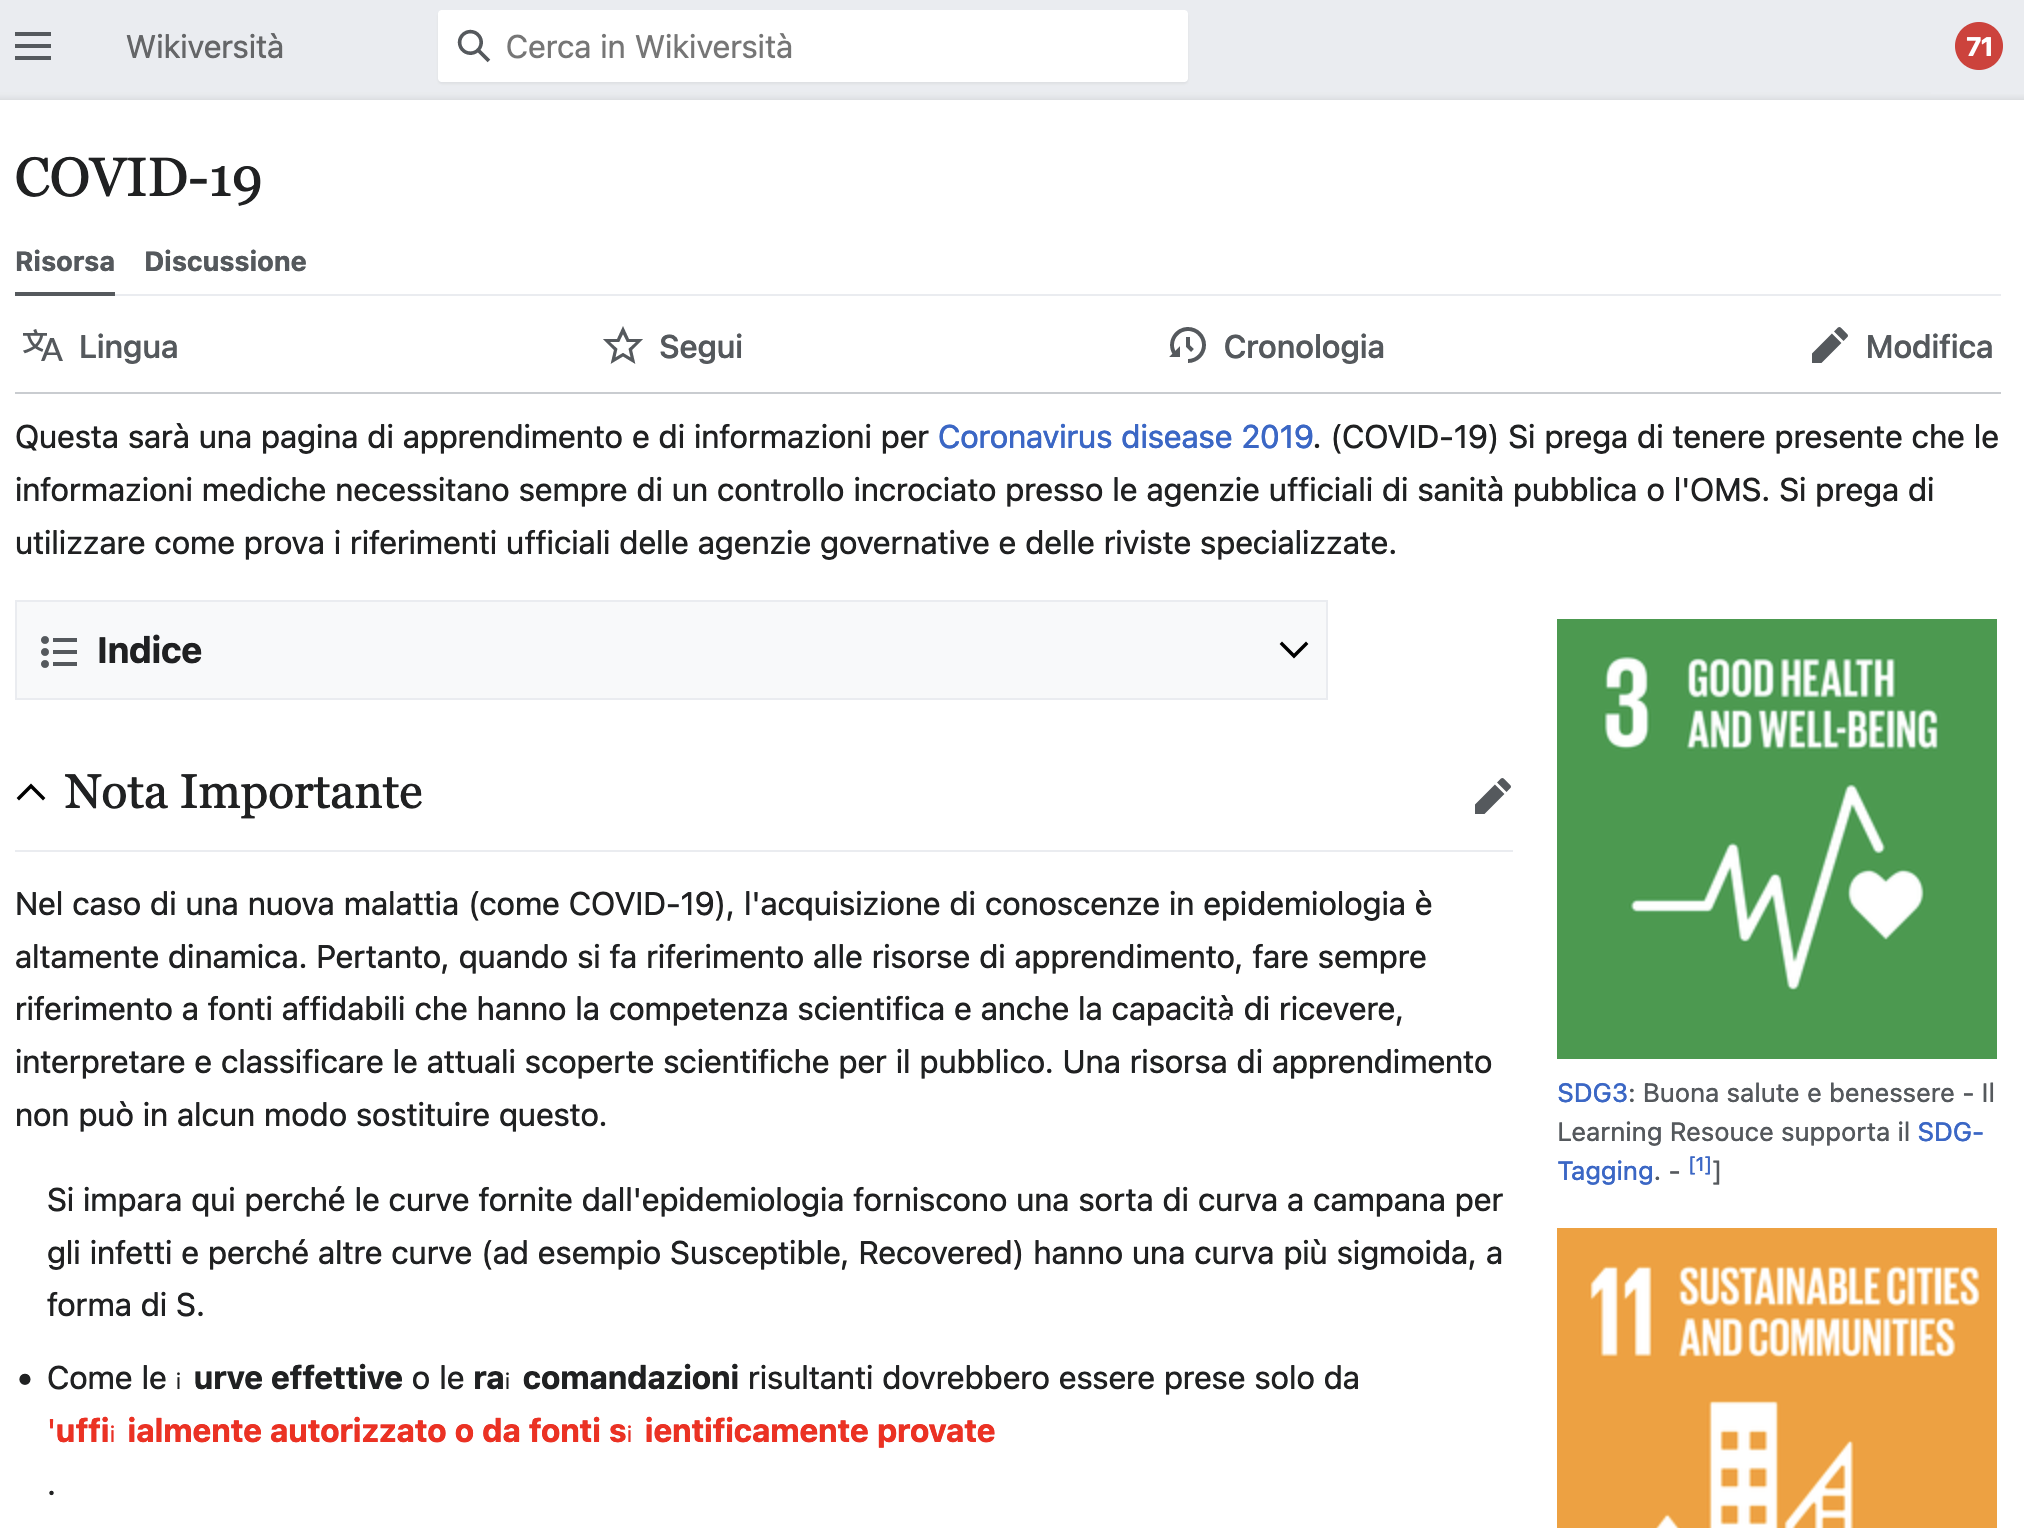 Wikiversità
Cerca in Wikiversità
71
COVID-19
Risorsa Discussione
Lingua Segui Cronologia Modifica
Questa sarà una pagina di apprendimento e di informazioni per Coronavirus disease 2019. (COVID-19) Si prega di tenere presente che le
informazioni mediche necessitano sempre di un controllo incrociato presso le agenzie ufficiali di sanità pubblica o l'OMS. Si prega di
utilizzare come prova i riferimenti ufficiali delle agenzie governative e delle riviste specializzate.
Indice
Nota Importante
Nel caso di una nuova malattia (come COVID-19), l'acquisizione di conoscenze in epidemiologia è
altamente dinamica. Pertanto, quando si fa riferimento alle risorse di apprendimento, fare sempre
riferimento a fonti affidabili che hanno la competenza scientifica e anche la capacità di ricevere,
interpretare e classificare le attuali scoperte scientifiche per il pubblico. Una risorsa di apprendimento
non può in alcun modo sostituire questo.
Si impara qui perché le curve fornite dall'epidemiologia forniscono una sorta di curva a campana per
gli infetti e perché altre curve (ad esempio Susceptible, Recovered) hanno una curva più sigmoida, a
forma di S.
• Come le i urve effettive o le rai comandazioni risultanti dovrebbero essere prese solo da
'uffii ialmente autorizzato o da fonti si ientificamente provate
.
3 GOOD HEALTH
AND WELL-BEING
SDG3: Buona salute e benessere - Il
Learning Resouce supporta il SDG-
Tagging. - [1]]
11 SUSTAINABLE CITIES
AND COMMUNITIES